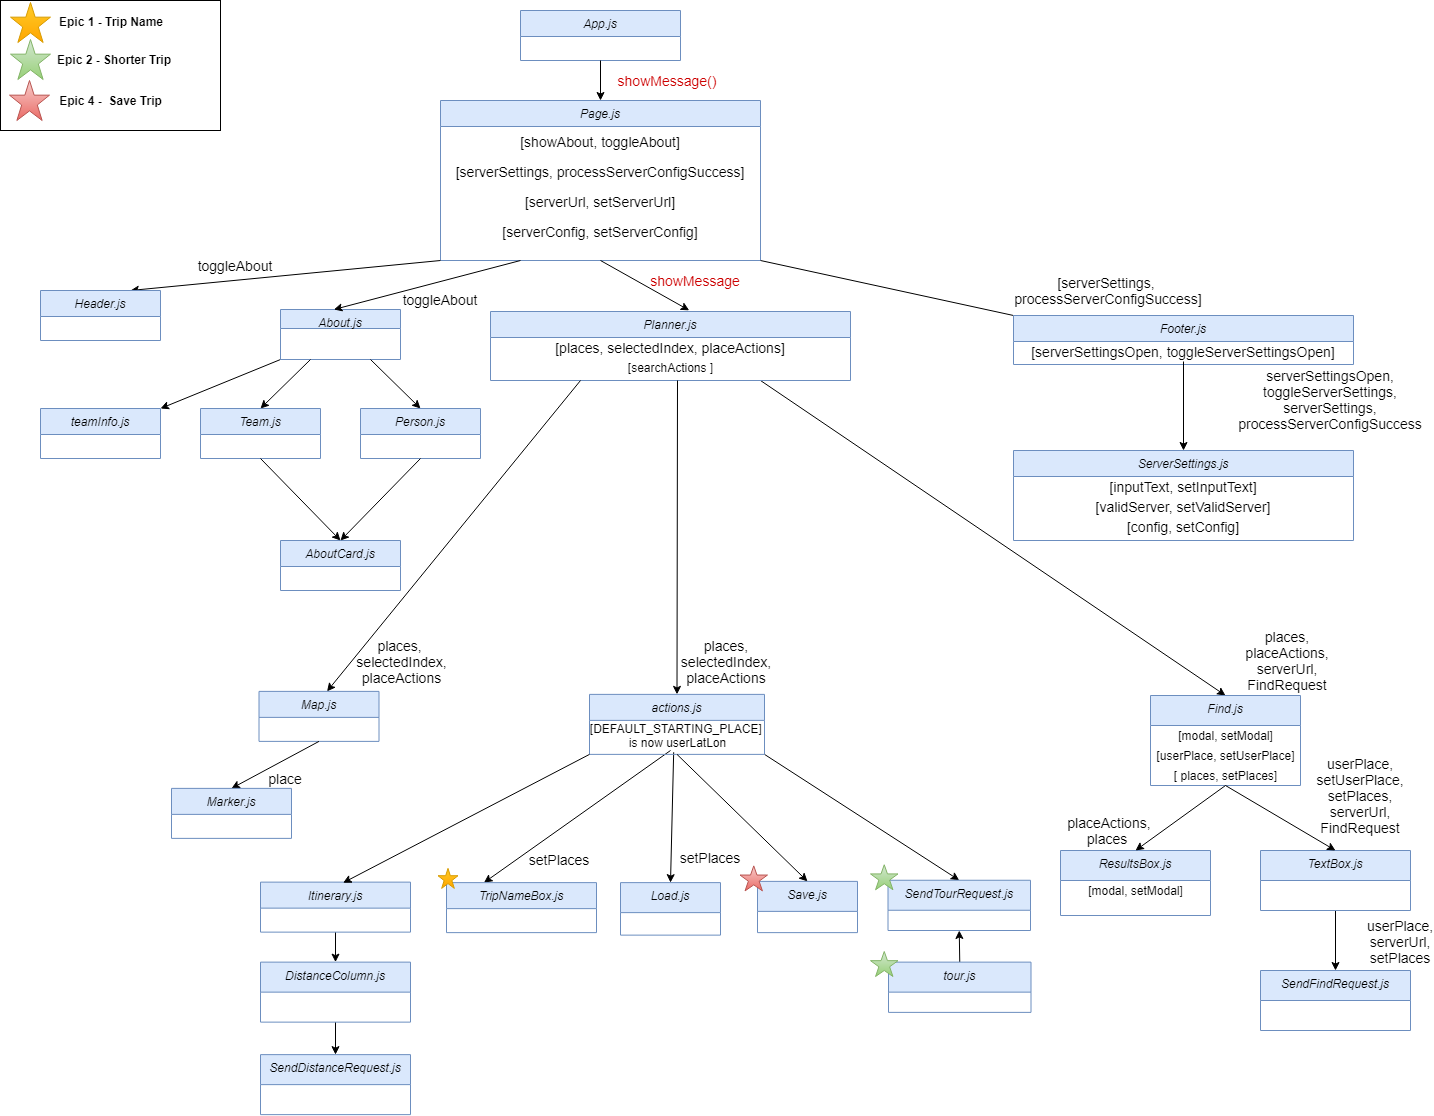 Epic 1 - Trip Name
Epic 2 - Shorter Trip
Epic 4 - Save Trip
App.js
showMessage()
Page.js
[showAbout, toggleAbout]
[serverSettings, processServerConfigSuccess]
[serverUrl, setServerUrl]
[serverConfig, setServerConfig]
toggleAbout
toggleAbout
showMessage
[serverSettings,
processServerConfigSuccess]
Header.js
About.js
Planner.js
[places, selectedIndex, placeActions]
[searchActions ]
Footer.js
[serverSettingsOpen, toggleServerSettingsOpen]
serverSettingsOpen,
toggleServerSettings,
serverSettings,
processServerConfigSuccess
teamInfo.js
Team.js
Person.js
ServerSettings.js
[inputText, setInputText]
[validServer, setValidServer]
[config, setConfig]
AboutCard.js
places,
selectedIndex,
placeActions
places,
selectedIndex,
placeActions
places,
placeActions,
serverUrl,
FindRequest
Map.js
actions.js
[DEFAULT_STARTING_PLACE]
is now userLatLon
Find.js
[modal, setModal]
[userPlace, setUserPlace]
[ places, setPlaces]
place
Marker.js
userPlace,
setUserPlace,
setPlaces,
serverUrl,
FindRequest
placeActions,
places
setPlaces
setPlaces
ResultsBox.js
[modal, setModal]
TextBox.js
Itinerary.js
TripNameBox.js
Load.js
Save.js
SendTourRequest.js
userPlace,
serverUrl,
setPlaces
DistanceColumn.js
tour.js
SendFindRequest.js
SendDistanceRequest.js